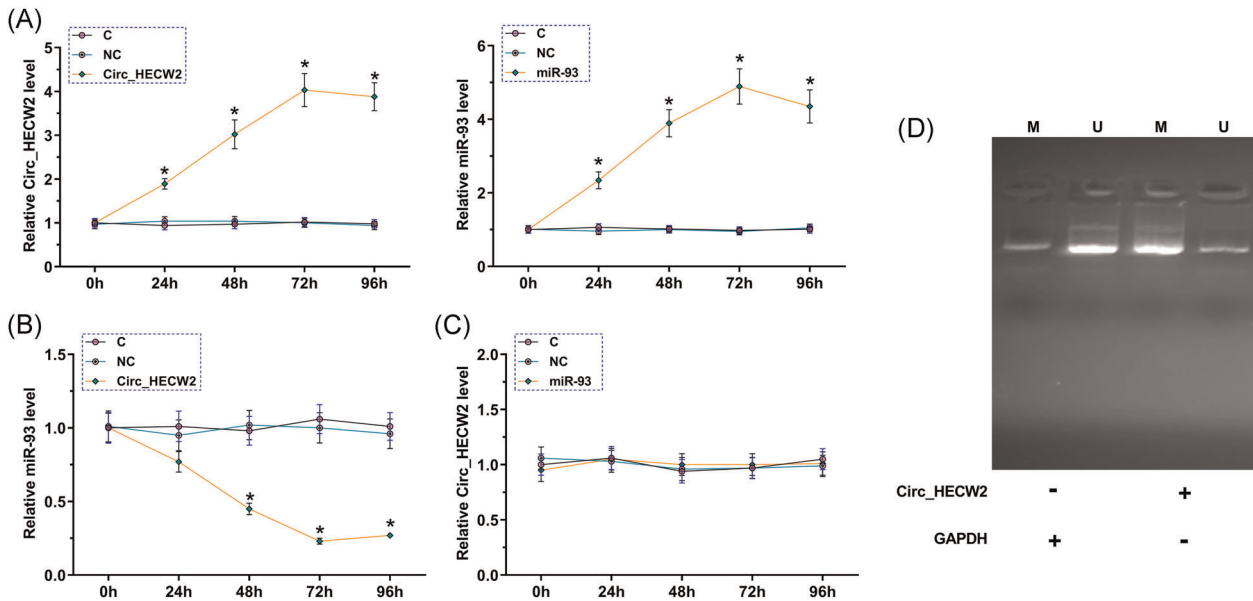 (A)
C
NC
Circ_HECW2
Relative Circ_HECW2 level
5
4
3
2
1
0
* * * *
0h 24h 48h 72h 96h
C
NC
miR-93
Relative miR-93 level
6
4
2
0
* * * *
0h 24h 48h 72h 96h
(B)
C
NC
Circ_HECW2
Relative miR-93 level
1.5
1.0
0.5
0.0
* * *
0h 24h 48h 72h 96h
(C)
C
NC
miR-93
Relative Circ_HECW2 level
2.0
1.5
1.0
0.5
0.0
0h 24h 48h 72h 96h
(D)
M U M U
Circ_HECW2 - +
GAPDH + -